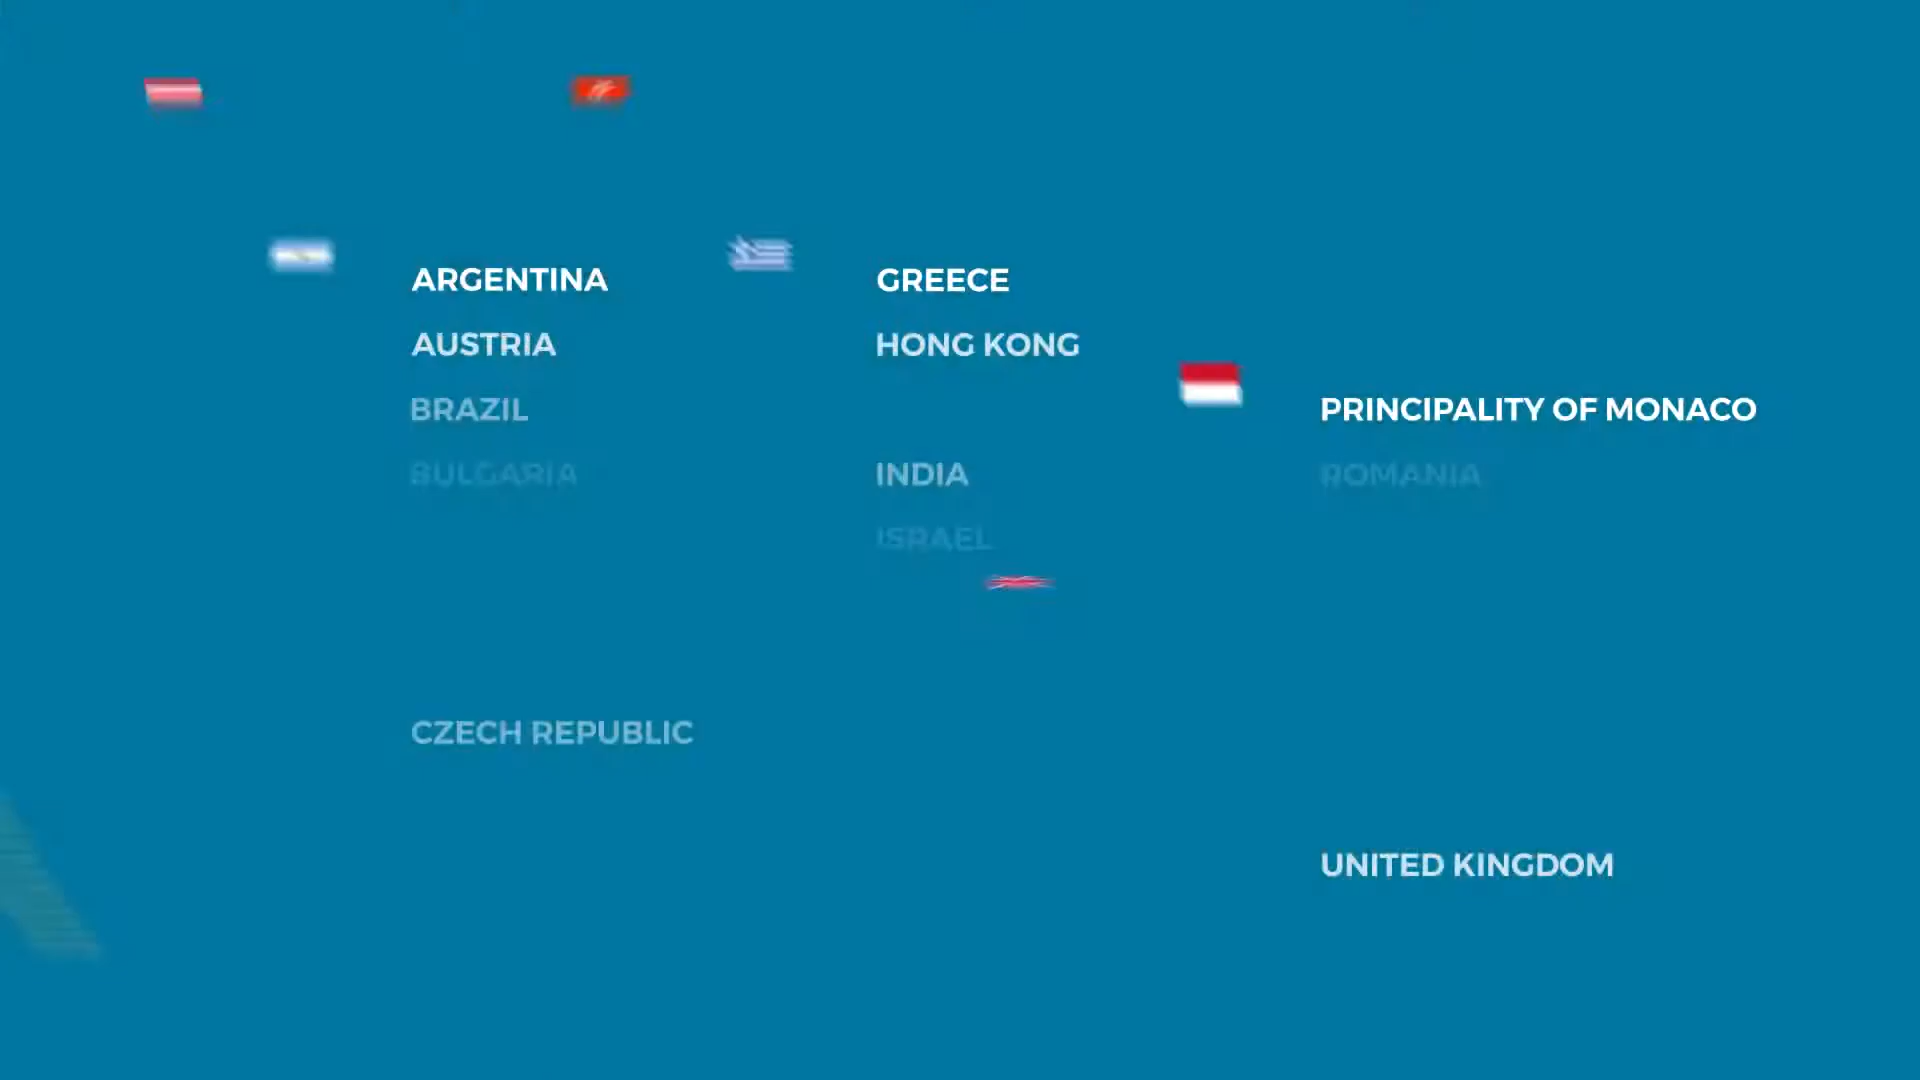 ARGENTINA
AUSTRIA
BRAZIL
BULGARIA
CZECH REPUBLIC
GREECE
HONG KONG
INDIA
ISRAEL
PRINCIPALITY OF MONACO
ROMANIA
UNITED KINGDOM